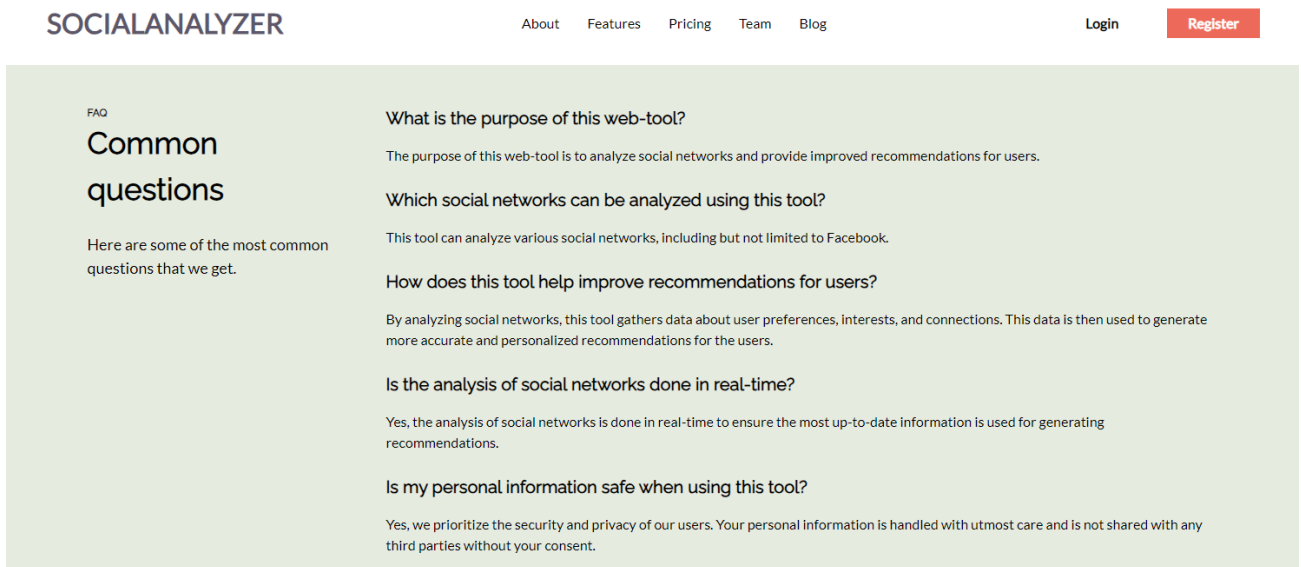 SOCIALANALYZER About Features Pricing Team Blog Login Register
FAQ
Common
questions
Here are some of the most common
questions that we get.
What is the purpose of this web-tool?
The purpose of this web-tool is to analyze social networks and provide improved recommendations for users.
Which social networks can be analyzed using this tool?
This tool can analyze various social networks, including but not limited to Facebook.
How does this tool help improve recommendations for users?
By analyzing social networks, this tool gathers data about user preferences, interests, and connections. This data is then used to generate
more accurate and personalized recommendations for the users.
Is the analysis of social networks done in real-time?
Yes, the analysis of social networks is done in real-time to ensure the most up-to-date information is used for generating
recommendations.
Is my personal information safe when using this tool?
Yes, we prioritize the security and privacy of our users. Your personal information is handled with utmost care and is not shared with any
third parties without your consent.